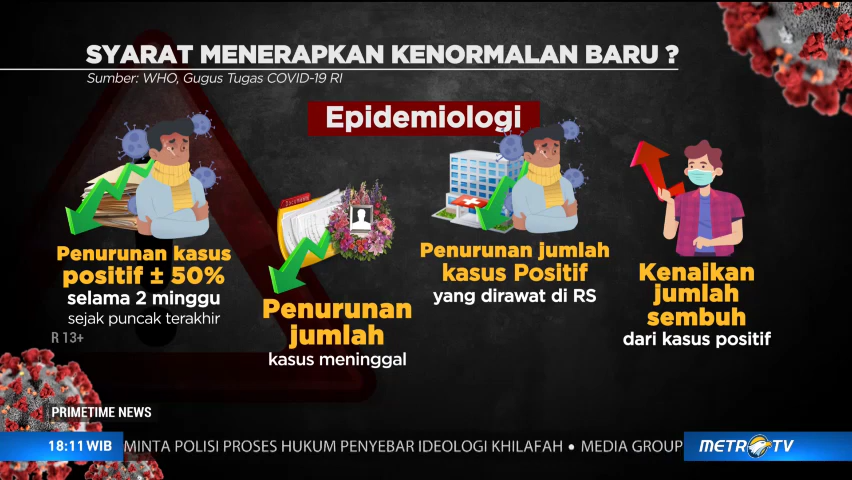 SYARAT MENERAPKAN KENORMALAN BARU ?
Sumber: WHO, Gugus Tugas COVID-19 RI
Epidemiologi
Penurunan kasus
positif ± 50%
selama 2 minggu
sejak puncak terakhir
Penurunan
jumlah
kasus meninggal
Penurunan jumlah
kasus Positif
yang dirawat di RS
Kenaikan
jumlah
sembuh
dari kasus positif
R 13+
PRIMETIME NEWS
18:11 WIB
MINTA POLISI PROSES HUKUM PENYEBAR IDEOLOGI KHILAFAH • MEDIA GROUP
METRO TV